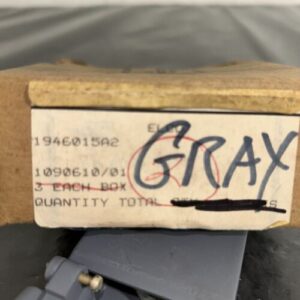 1946015A2
GRAY
1090610/01
3 EACH BOX
QUANTITY TOTAL